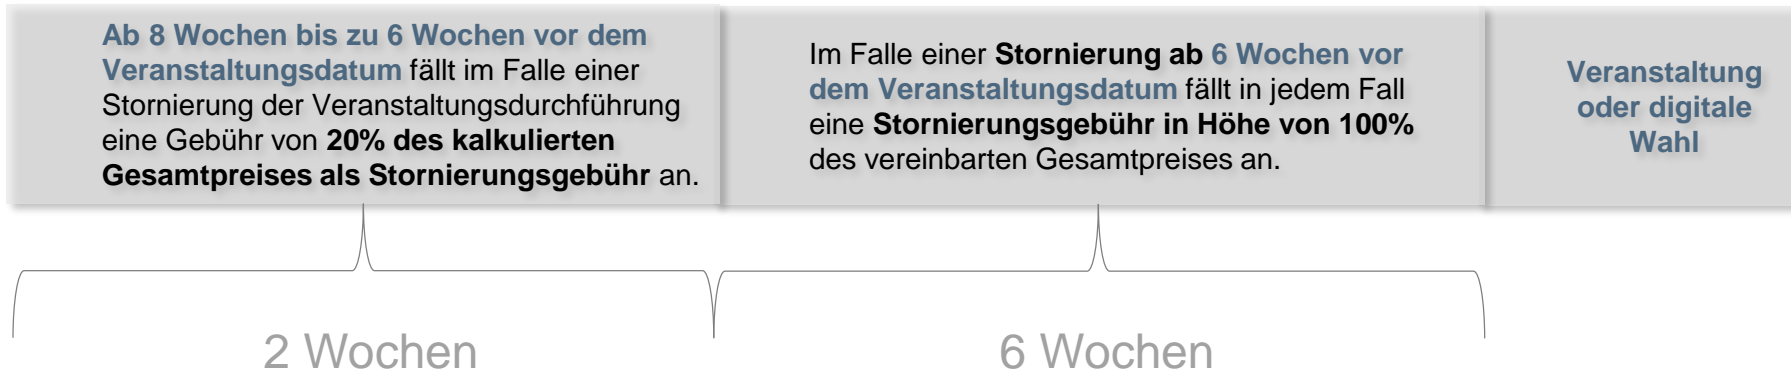 Ab 8 Wochen bis zu 6 Wochen vor dem
Veranstaltungsdatum fällt im Falle einer
Stornierung der Veranstaltungsdurchführung
eine Gebühr von 20% des kalkulierten
Gesamtpreises als Stornierungsgebühr an.
Im Falle einer Stornierung ab 6 Wochen vor
dem Veranstaltungsdatum fällt in jedem Fall
eine Stornierungsgebühr in Höhe von 100%
des vereinbarten Gesamtpreises an.
Veranstaltung
oder digitale
Wahl
2 Wochen
6 Wochen